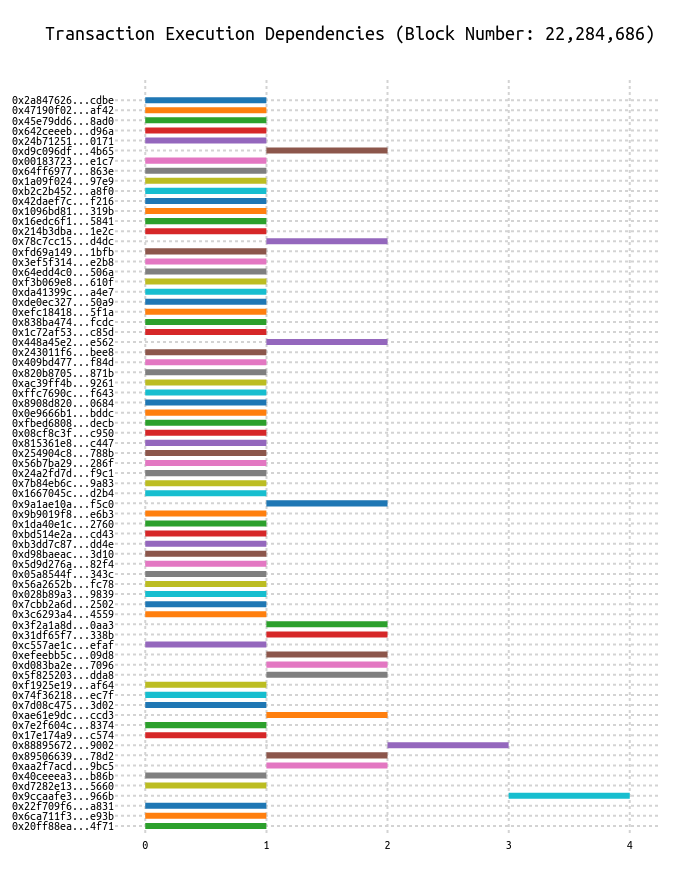 Transaction Execution Dependencies (Block Number: 22,284,686)
0x2a847626...cdbe
0x47190f02...af42
0x45e79dd6...8ad0
0x642ceeeb...d96a
0x24b71251...0171
0xd9c096df...4b65
0x00183723...e1c7
0x64ff6977...863e
0x1a09f024...97e9
0xb2c2b452...a8f0
0x42daef7c...f216
0x1096bd81...319b
0x16edc6f1...5841
0x214b3dba...1e2c
0x78c7cc15...d4dc
0xfd69a149...1bfb
0x3ef5f314...e2b8
0x64edd4c0...506a
0xf3b069e8...610f
0xda41399c...a4e7
0xde0ec327...50a9
0xefc18418...5f1a
0x838ba474...fcdc
0x1c72af53...c85d
0x448a45e2...e562
0x243011f6...bee8
0x409bd477...f84d
0x820b8705...871b
0xac39ff4b...9261
0xffc7690c...f643
0x8908d820...0684
0x0e9666b1...bddc
0xfbed6808...decb
0x08cf8c3f...c950
0x815361e8...c447
0x254904c8...788b
0x56b7ba29...286f
0x24a2fd7d...f9c1
0x7b84eb6c...9a83
0x1667045c...d2b4
0x9a1ae10a...f5c0
0x9b9019f8...e6b3
0x1da40e1c...2760
0xbd514e2a...cd43
0xb3dd7c87...dd4e
0xd98baeac...3d10
0x5d9d276a...82f4
0x05a8544f...343c
0x56a2652b...fc78
0x028b89a3...9839
0x7cbb2a6d...2502
0x3c6293a4...4559
0x3f2a1a8d...0aa3
0x31df65f7...338b
0xc557ae1c...efaf
0xefeebb5c...09d8
0xd083ba2e...7096
0x5f825203...dda8
0xf1925e19...af64
0x74f36218...ec7f
0x7d08c475...3d02
0xae61e9dc...ccd3
0x7e2f604c...8374
0x17e174a9...c574
0x88895672...9002
0x89506639...78d2
0xaa2f7acd...9bc5
0x40ceeea3...b86b
0xd7282e13...5660
0x9ccaafe3...966b
0x22f709f6...a831
0x6ca711f3...e93b
0x20ff88ea...4f71
0 1 2 3 4